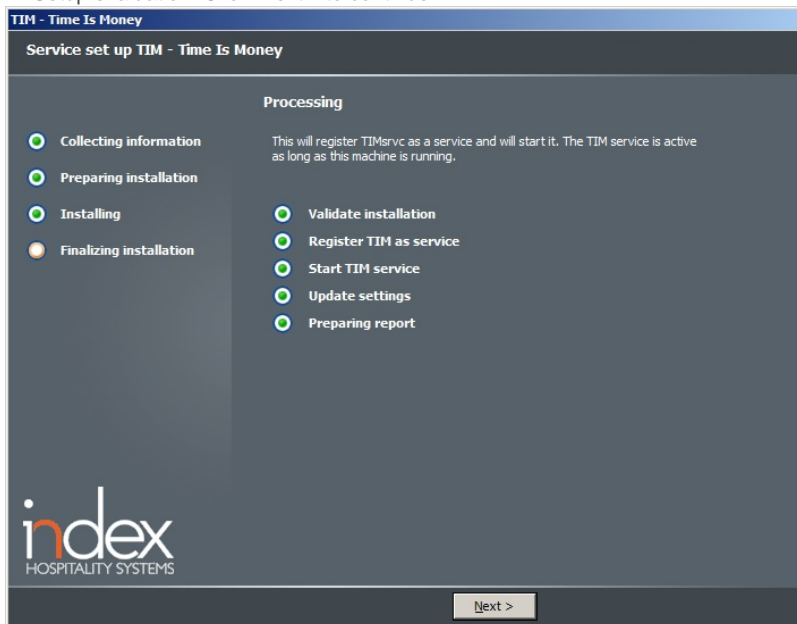 TIM - Time Is Money
Service set up TIM - Time Is Money
Collecting information
Preparing installation
Installing
Finalizing installation
Processing
This will register TIMsrvc as a service and will start it. The TIM service is active
as long as this machine is running.
Validate installation
Register TIM as service
Start TIM service
Update settings
Preparing report
index
HOSPITALITY SYSTEMS
Next >